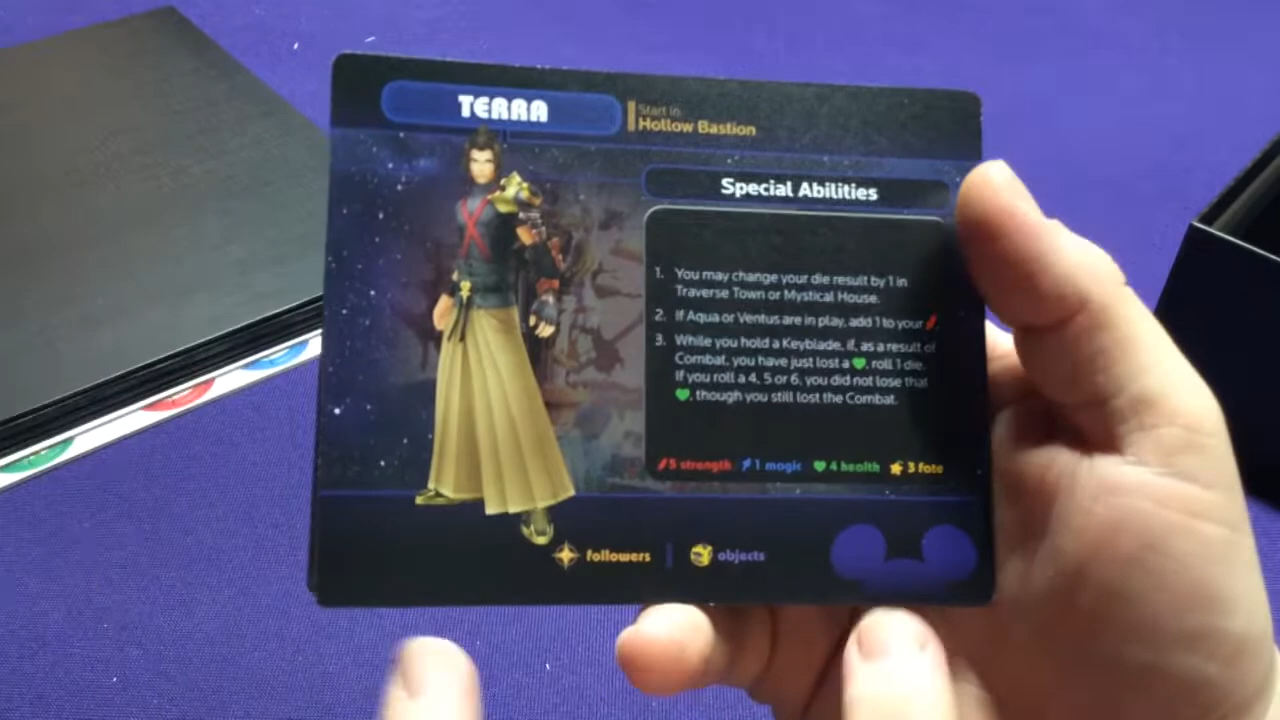 TERRA
Start in:
Hollow Bastion
Special Abilities
1. You may change your die result by 1 in
Traverse Town or Mystical House.
2. If Aqua or Ventus are in play, add 1 to your
3. While you hold a Keyblade, if, as a result of
Combat, you have just lost a , roll 1 die.
If you roll a 4, 5 or 6, you did not lose that
, though you still lost the Combat.
5 strength 1 magic 4 health 3 fate
followers objects